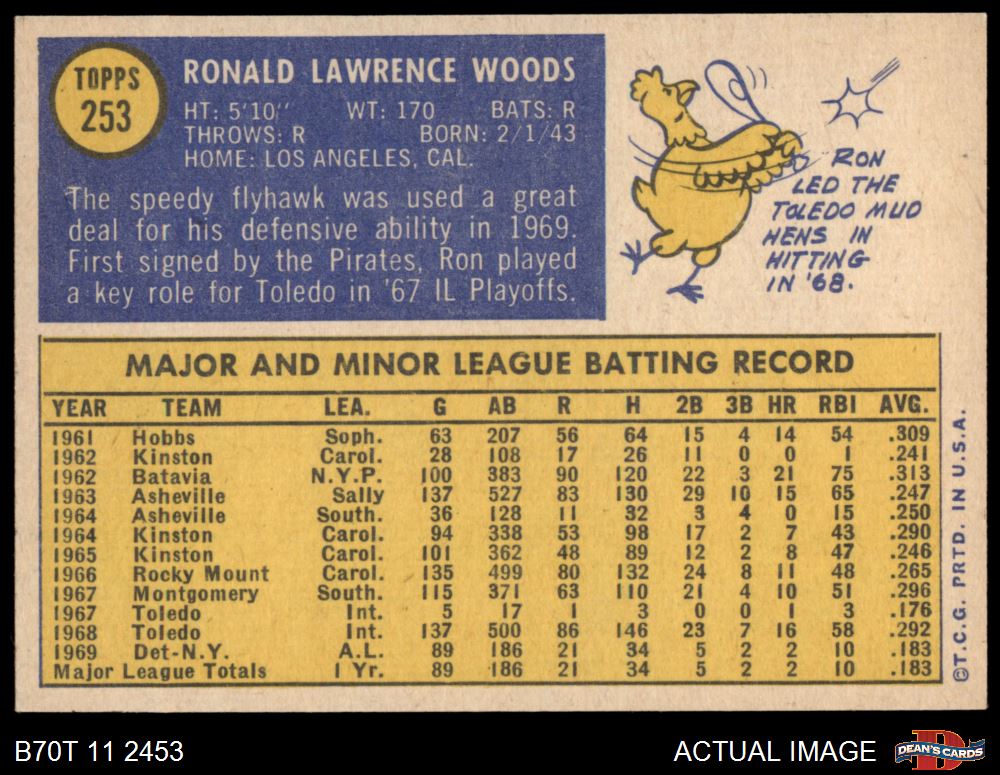 TOPPS
253
RONALD LAWRENCE WOODS
HT: 5'10" WT: 170 BATS: R
THROWS: R BORN: 2/1/43
HOME: LOS ANGELES, CAL.
The speedy flyhawk was used a great
deal for his defensive ability in 1969.
First signed by the Pirates, Ron played
a key role for Toledo in '67 IL Playoffs.
RON
LED THE
TOLEDO MUD
HENS IN
HITTING
IN '68.
MAJOR AND MINOR LEAGUE BATTING RECORD
YEAR TEAM LEA. G AB R H 2B 3B HR RBI AVG.
1961 Hobbs Soph. 63 207 56 64 15 4 14 54 .309
1962 Kinston Carol. 28 108 17 26 11 0 0 1 .241
1962 Batavia N.Y.P. 100 383 90 120 22 3 21 75 .313
1963 Asheville Sally 137 527 83 130 29 10 15 65 .247
1964 Asheville South. 36 128 11 32 3 4 0 15 .250
1964 Kinston Carol. 94 338 53 98 17 2 7 43 .290
1965 Kinston Carol. 101 362 48 89 12 2 8 47 .246
1966 Rocky Mount Carol. 135 499 80 132 24 8 11 48 .265
1967 Montgomery South. 115 371 63 110 21 4 10 51 .296
1967 Toledo Int. 5 17 1 3 0 0 1 3 .176
1968 Toledo Int. 137 500 86 146 23 7 16 58 .292
1969 Det-N.Y. A.L. 89 186 21 34 5 2 2 10 .183
Major League Totals 1 Yr. 89 186 21 34 5 2 2 10 .183
©T.C.G. PRTD. IN U.S.A.
B70T 11 2453
ACTUAL IMAGE
D
DEAN'S CARDS